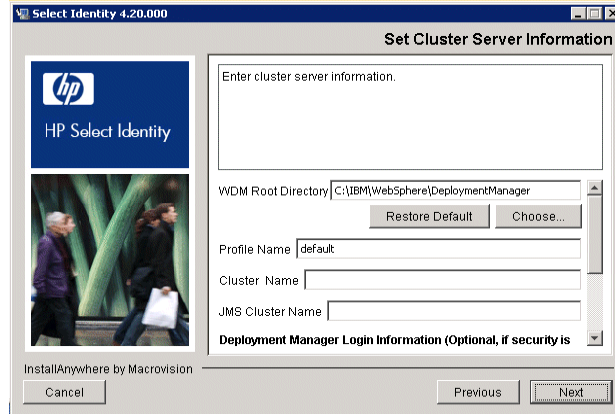 Select Identity 4.20.000
Set Cluster Server Information
hp
HP Select Identity
Enter cluster server information.
WDM Root Directory C:\IBM\WebSphere\DeploymentManager
Restore Default Choose...
Profile Name default
Cluster Name
JMS Cluster Name
Deployment Manager Login Information (Optional, if security is
InstallAnywhere by Macrovision
Cancel Previous Next